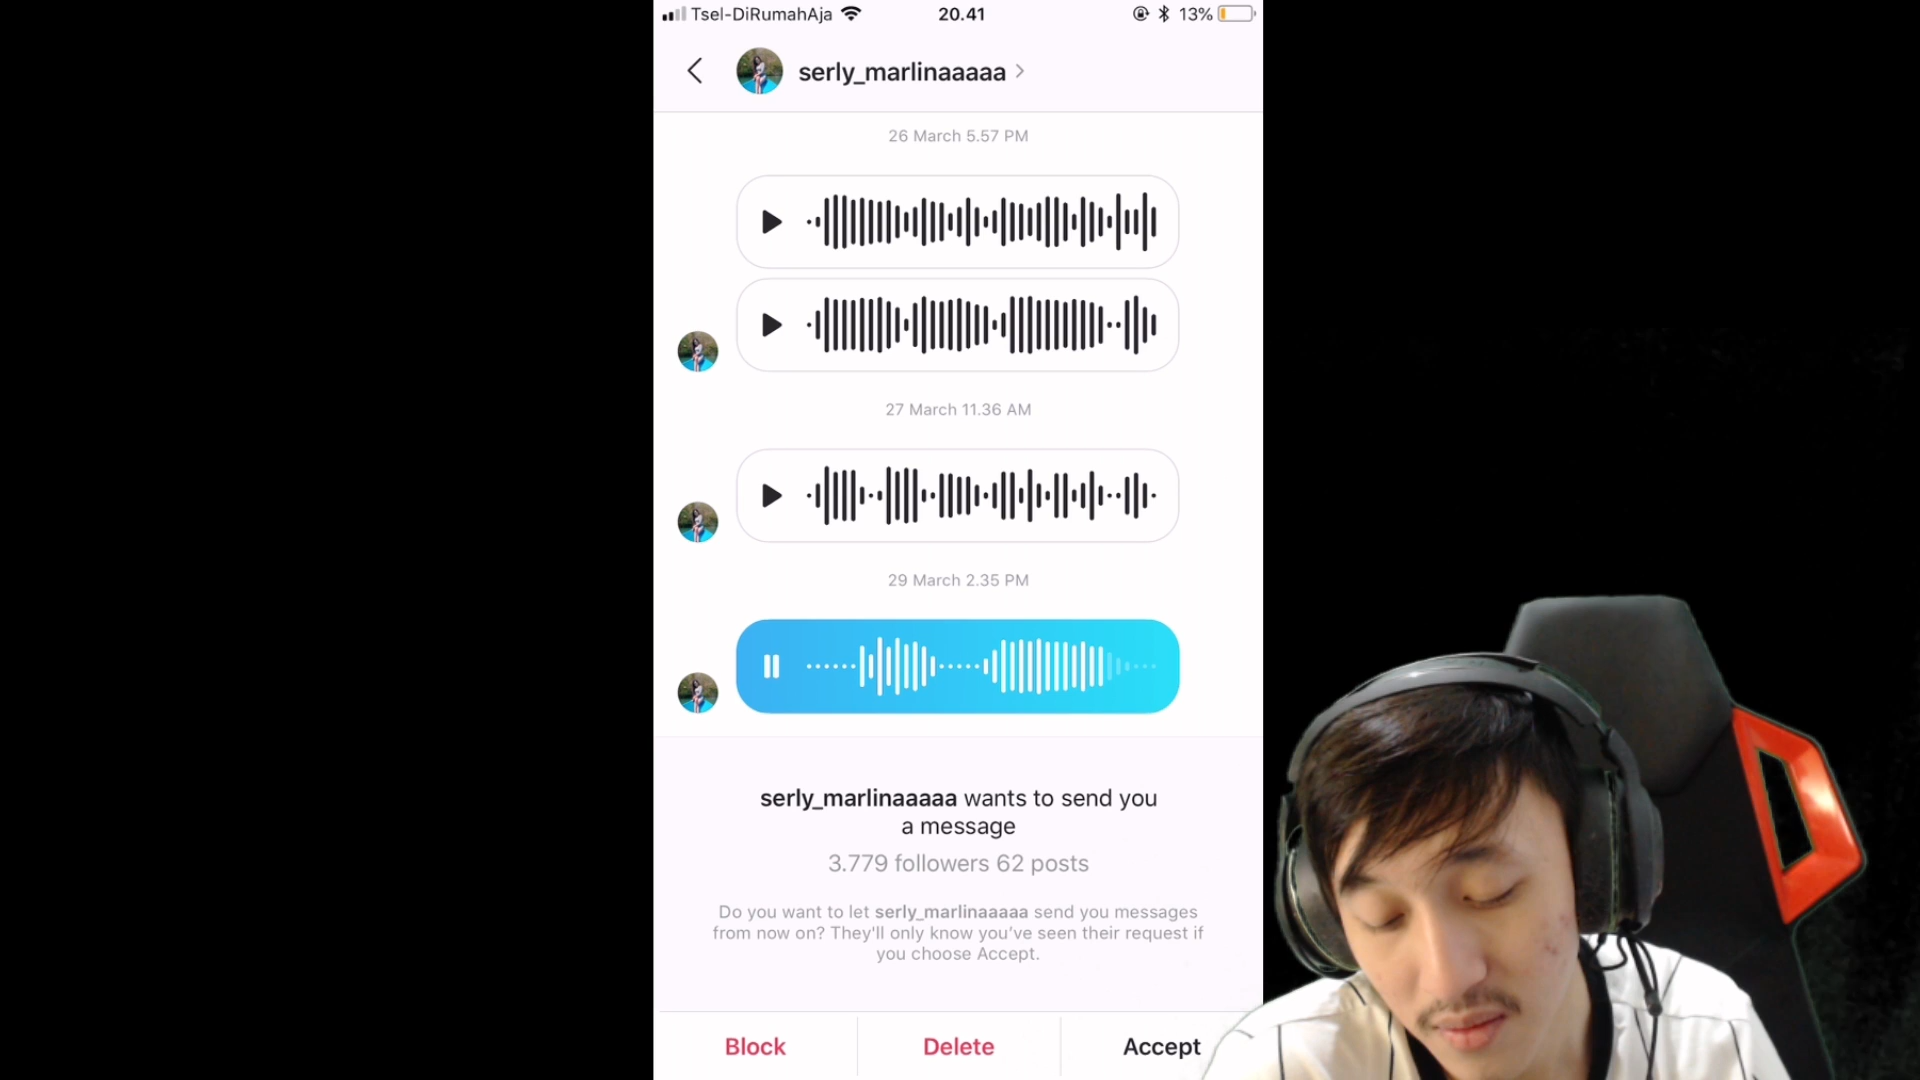 Tsel-DiRumahAja 20.41 13%
serly_marlinaaaaa
26 March 5.57 PM
27 March 11.36 AM
29 March 2.35 PM
serly_marlinaaaaa wants to send you
a message
3.779 followers 62 posts
Do you want to let serly_marlinaaaaa send you messages
from now on? They'll only know you've seen their request if
you choose Accept.
Block Delete Accept